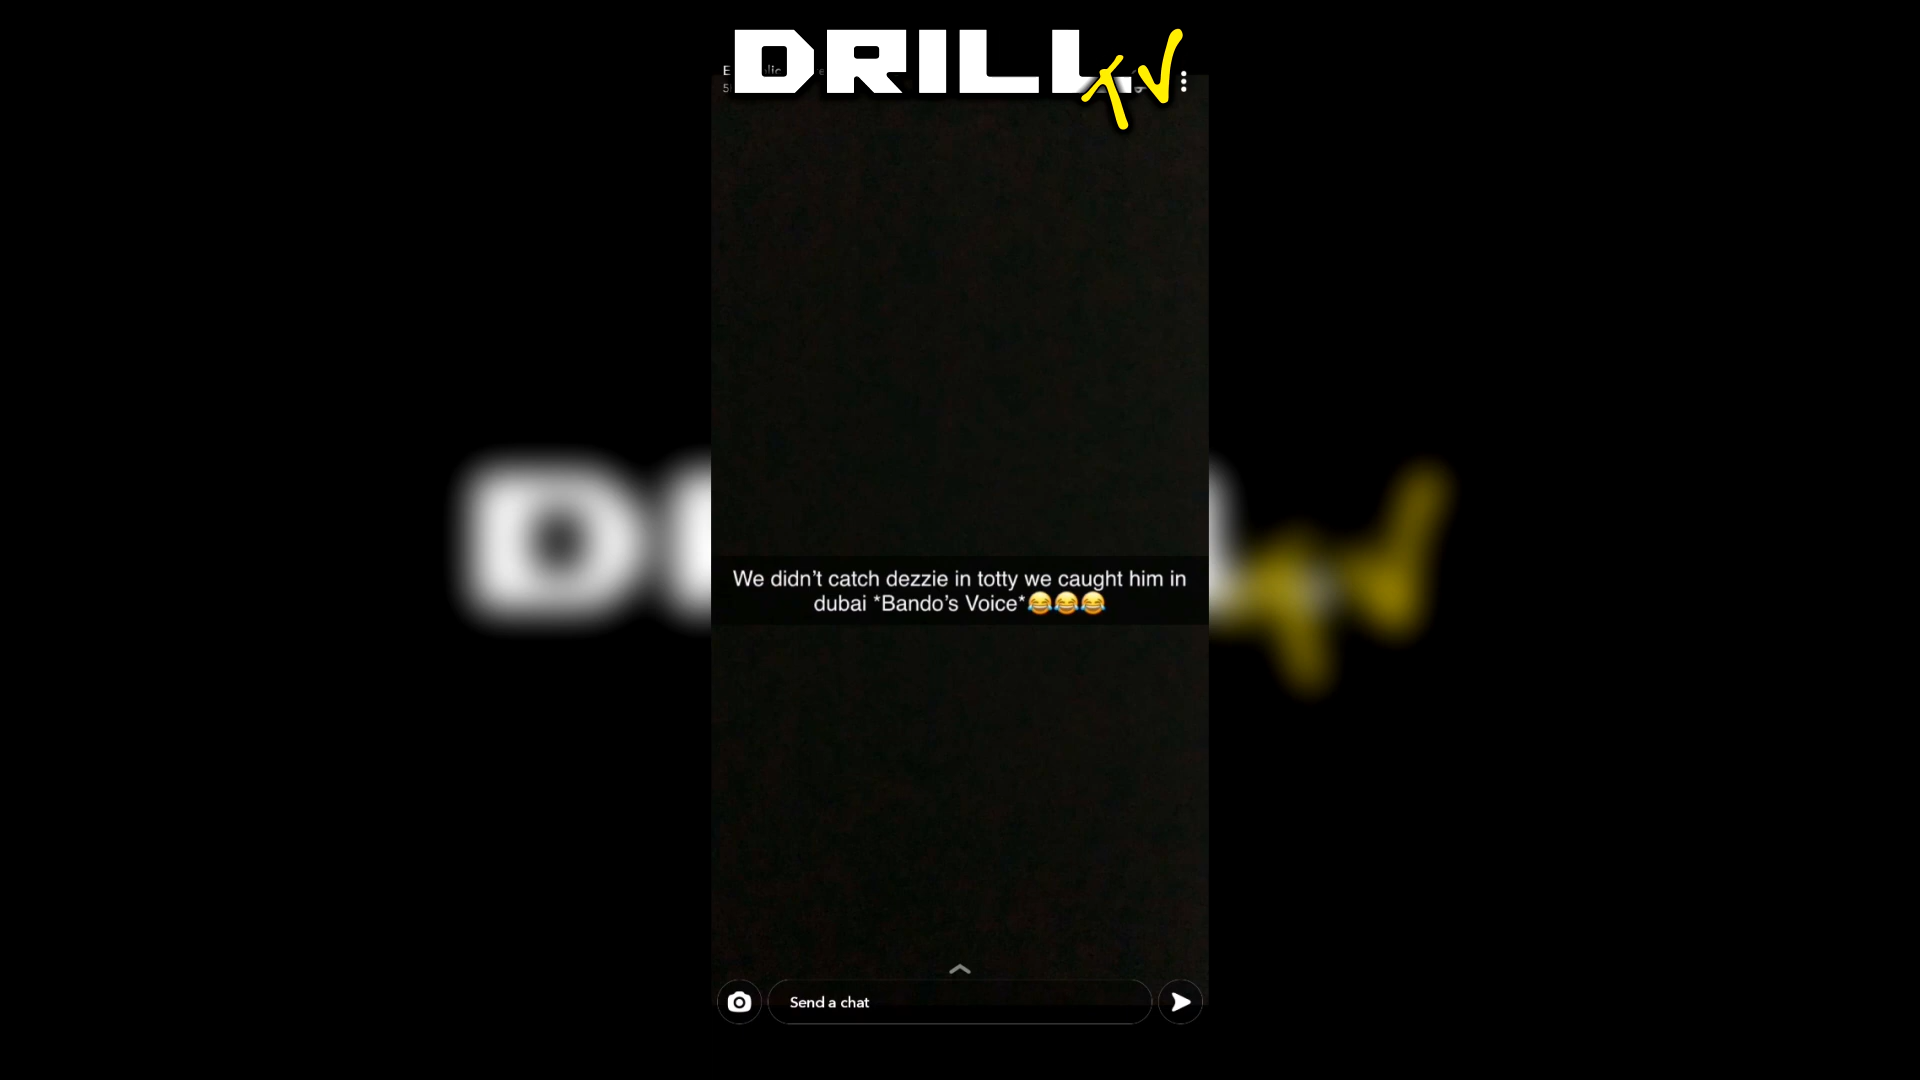 DRILL TV
We didn't catch dezzie in totty we caught him in
dubai *Bando's Voice*😂😂😂
Send a chat